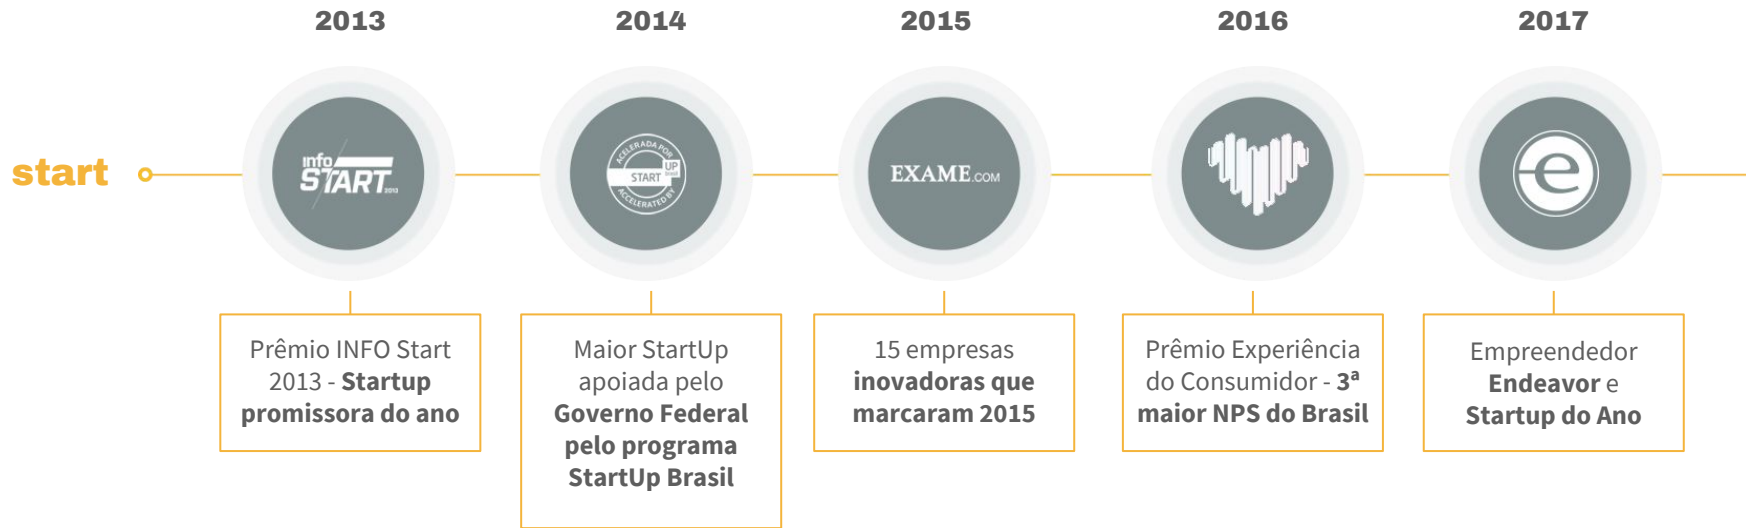 2013
2014
2015
2016
2017
start
info
START 2013
ACELERADA POR
START UP
brasil
ACCELERATED BY
EXAME.COM
e
Prêmio INFO Start
2013 - Startup
promissora do ano
Maior StartUp
apoiada pelo
Governo Federal
pelo programa
StartUp Brasil
15 empresas
inovadoras que
marcaram 2015
Prêmio Experiência
do Consumidor - 3ª
maior NPS do Brasil
Empreendedor
Endeavor e
Startup do Ano